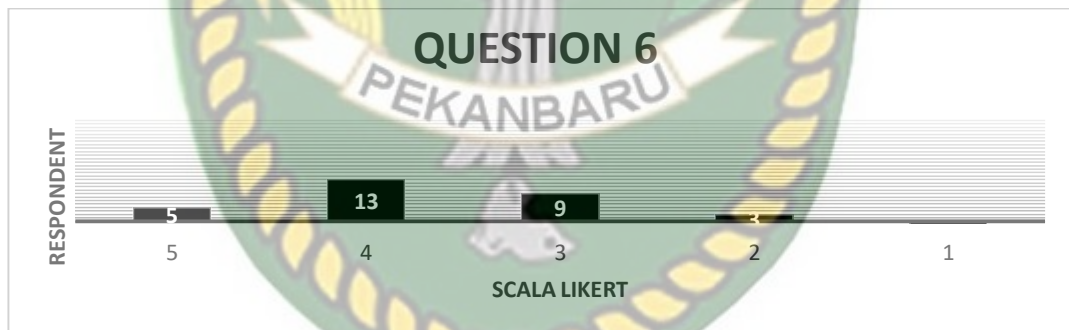 QUESTION 6
PEKANBARU
RESPONDENT
5 13 9 3
5 4 3 2 1
SCALA LIKERT